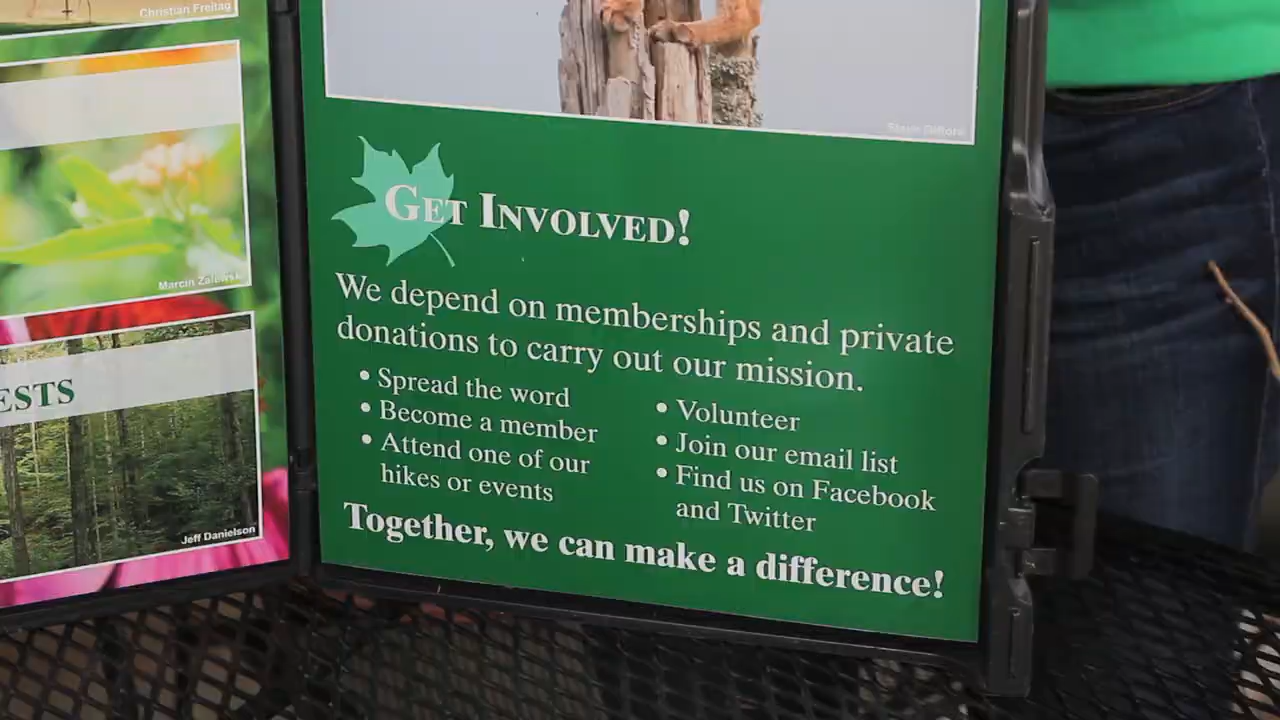 Christian Freitag
Marcin Zalewski
ESTS
Jeff Danielson
GET INVOLVED!
We depend on memberships and private
donations to carry out our mission.
• Spread the word
• Become a member
• Attend one of our
hikes or events
• Volunteer
• Join our email list
• Find us on Facebook
and Twitter
Together, we can make a difference!